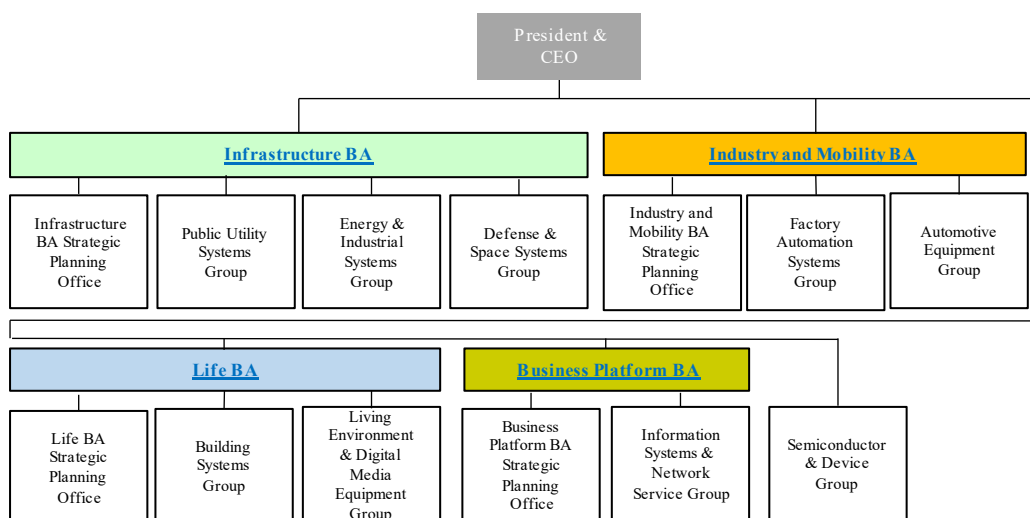 President &
CEO
Infrastructure BA
Industry and Mobility BA
Infrastructure
BA Strategic
Planning
Office
Public Utility
Systems
Group
Energy &
Industrial
Systems
Group
Defense &
Space Systems
Group
Industry and
Mobility BA
Strategic
Planning
Office
Factory
Automation
Systems
Group
Automotive
Equipment
Group
Life BA
Business Platform BA
Life BA
Strategic
Planning
Office
Building
Systems
Group
Living
Environment
& Digital
Media
Equipment
Group
Business
Platform BA
Strategic
Planning
Office
Information
Systems &
Network
Service Group
Semiconductor
& Device
Group